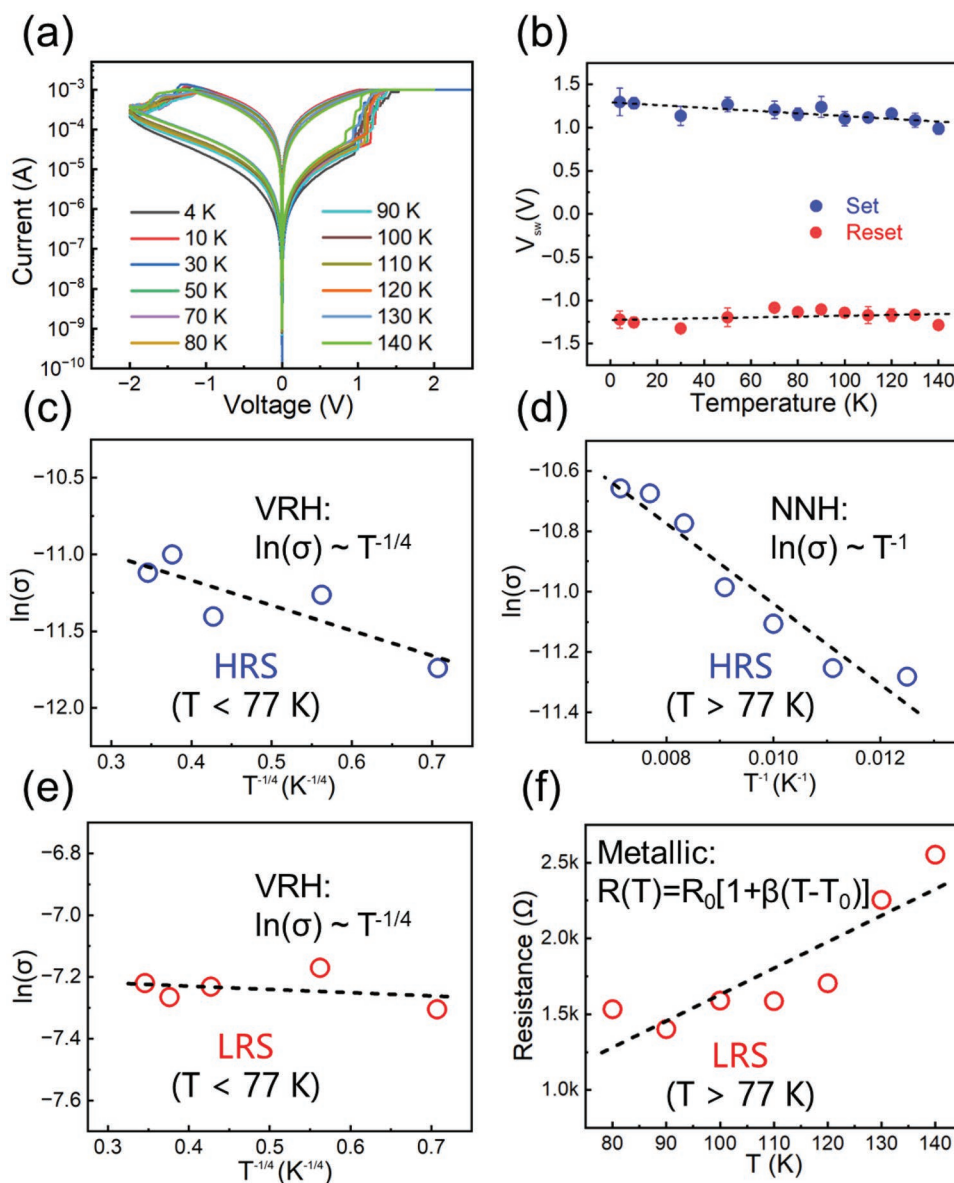 (a)
10⁻³
10⁻⁴
10⁻⁵
10⁻⁶
10⁻⁷
10⁻⁸
10⁻⁹
10⁻¹⁰
Current (A)
4 K
10 K
30 K
50 K
70 K
80 K
90 K
100 K
110 K
120 K
130 K
140 K
−2 −1 0 1 2
Voltage (V)
(b)
1.5
1.0
0.5
0.0
−0.5
−1.0
−1.5
V_sw(V)
Set
Reset
0 20 40 60 80 100 120 140
Temperature (K)
(c)
−10.5
−11.0
−11.5
−12.0
ln(σ)
VRH:
ln(σ) ~ T⁻¹/⁴
HRS
(T < 77 K)
0.3 0.4 0.5 0.6 0.7
T⁻¹/⁴ (K⁻¹/⁴)
(d)
−10.6
−10.8
−11.0
−11.2
−11.4
ln(σ)
NNH:
ln(σ) ~ T⁻¹
HRS
(T > 77 K)
0.008 0.010 0.012
T⁻¹ (K⁻¹)
(e)
−6.8
−7.0
−7.2
−7.4
−7.6
ln(σ)
VRH:
ln(σ) ~ T⁻¹/⁴
LRS
(T < 77 K)
0.3 0.4 0.5 0.6 0.7
T⁻¹/⁴ (K⁻¹/⁴)
(f)
2.5k
2.0k
1.5k
1.0k
Resistance (Ω)
Metallic:
R(T)=R₀[1+β(T-T₀)]
LRS
(T > 77 K)
80 90 100 110 120 130 140
T (K)